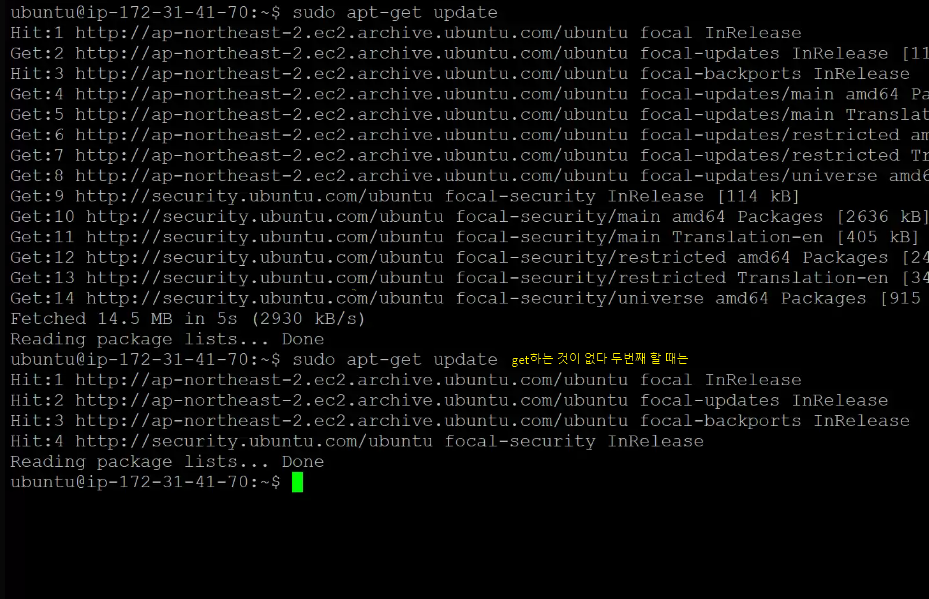 ubuntu@ip-172-31-41-70:~$ sudo apt-get update
Hit:1 http://ap-northeast-2.ec2.archive.ubuntu.com/ubuntu focal InRelease
Get:2 http://ap-northeast-2.ec2.archive.ubuntu.com/ubuntu focal-updates InRelease [11
Hit:3 http://ap-northeast-2.ec2.archive.ubuntu.com/ubuntu focal-backports InRelease
Get:4 http://ap-northeast-2.ec2.archive.ubuntu.com/ubuntu focal-updates/main amd64 Pa
Get:5 http://ap-northeast-2.ec2.archive.ubuntu.com/ubuntu focal-updates/main Translat
Get:6 http://ap-northeast-2.ec2.archive.ubuntu.com/ubuntu focal-updates/restricted am
Get:7 http://ap-northeast-2.ec2.archive.ubuntu.com/ubuntu focal-updates/restricted Tr
Get:8 http://ap-northeast-2.ec2.archive.ubuntu.com/ubuntu focal-updates/universe amd6
Get:9 http://security.ubuntu.com/ubuntu focal-security InRelease [114 kB]
Get:10 http://security.ubuntu.com/ubuntu focal-security/main amd64 Packages [2636 kB]
Get:11 http://security.ubuntu.com/ubuntu focal-security/main Translation-en [405 kB]
Get:12 http://security.ubuntu.com/ubuntu focal-security/restricted amd64 Packages [24
Get:13 http://security.ubuntu.com/ubuntu focal-security/restricted Translation-en [34
Get:14 http://security.ubuntu.com/ubuntu focal-security/universe amd64 Packages [915
Fetched 14.5 MB in 5s (2930 kB/s)
Reading package lists... Done
ubuntu@ip-172-31-41-70:~$ sudo apt-get update get하는 것이 없다 두번째 할 때는
Hit:1 http://ap-northeast-2.ec2.archive.ubuntu.com/ubuntu focal InRelease
Hit:2 http://ap-northeast-2.ec2.archive.ubuntu.com/ubuntu focal-updates InRelease
Hit:3 http://ap-northeast-2.ec2.archive.ubuntu.com/ubuntu focal-backports InRelease
Hit:4 http://security.ubuntu.com/ubuntu focal-security InRelease
Reading package lists... Done
ubuntu@ip-172-31-41-70:~$